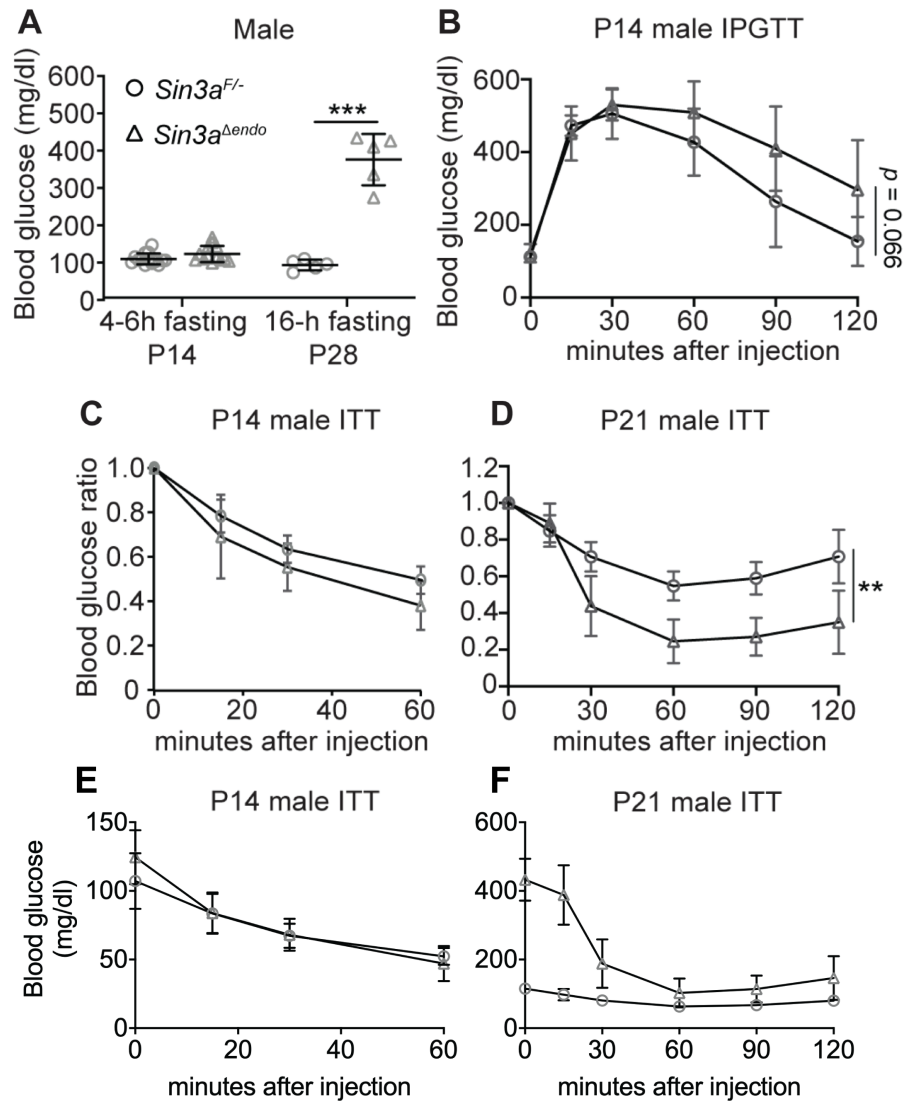 A
Male
Blood glucose (mg/dl)
600
500
400
300
200
100
0
Sin3aF/-
Sin3aΔendo
***
4-6h fasting
P14
16-h fasting
P28
B
P14 male IPGTT
Blood glucose (mg/dl)
600
400
200
0
0 30 60 90 120
minutes after injection
p = 0.066
C
P14 male ITT
Blood glucose ratio
1.0
0.8
0.6
0.4
0.2
0
0 20 40 60
minutes after injection
D
P21 male ITT
1.2
1.0
0.8
0.6
0.4
0.2
0
0 30 60 90 120
minutes after injection
**
E
P14 male ITT
Blood glucose
(mg/dl)
150
100
50
0
0 20 40 60
minutes after injection
F
P21 male ITT
600
400
200
0
0 30 60 90 120
minutes after injection